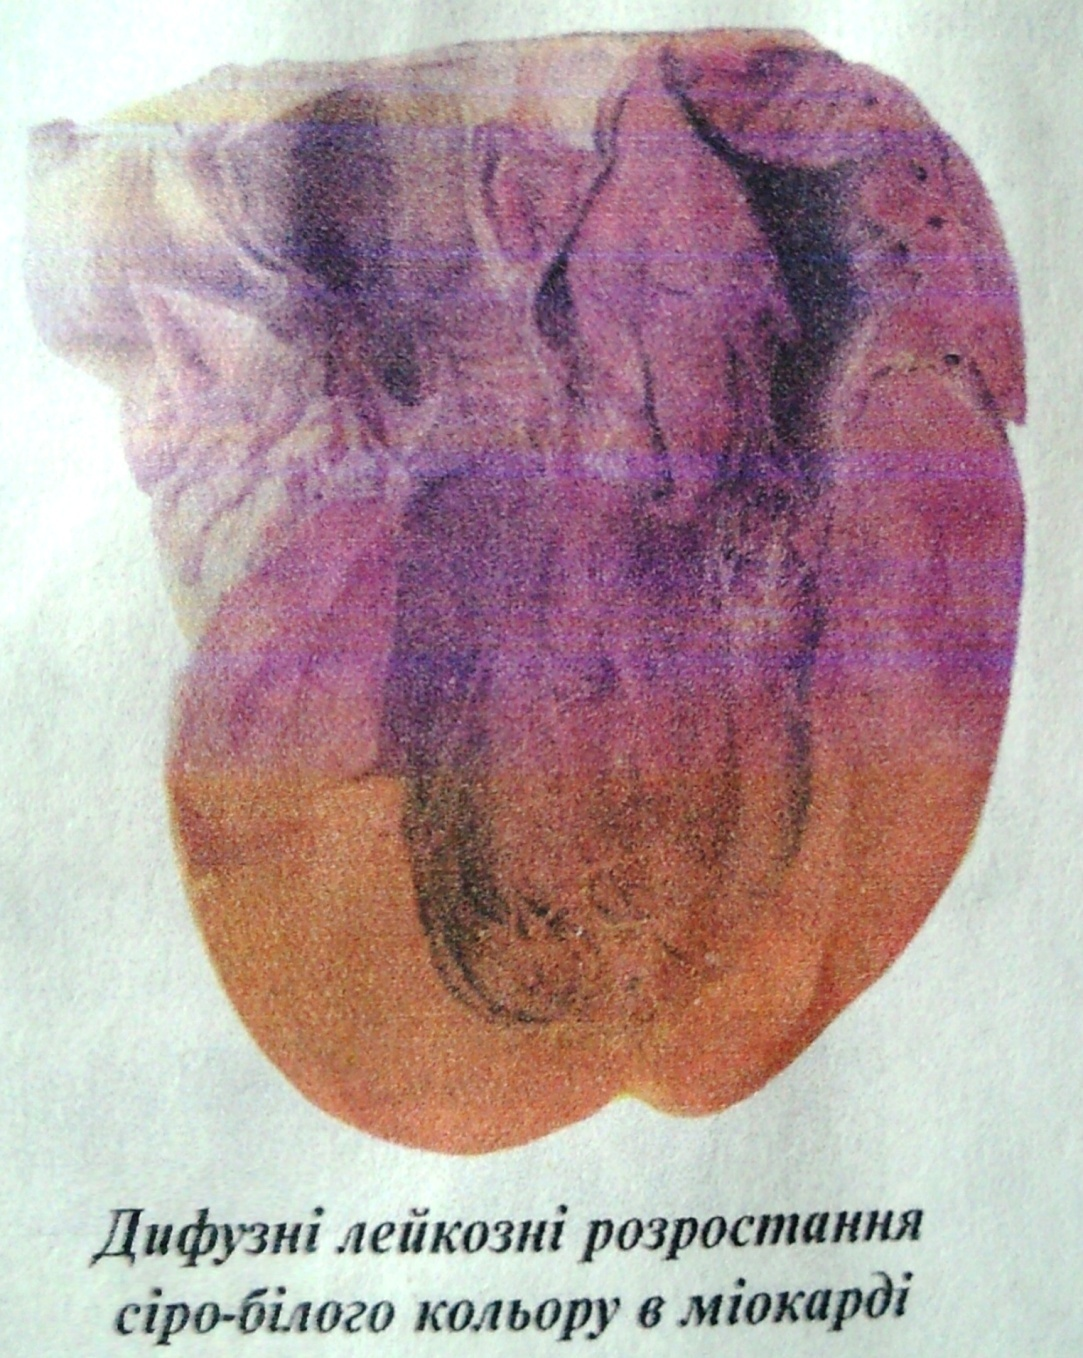 Дифузні лейкозні розростання
сіро-білого кольору в міокарді